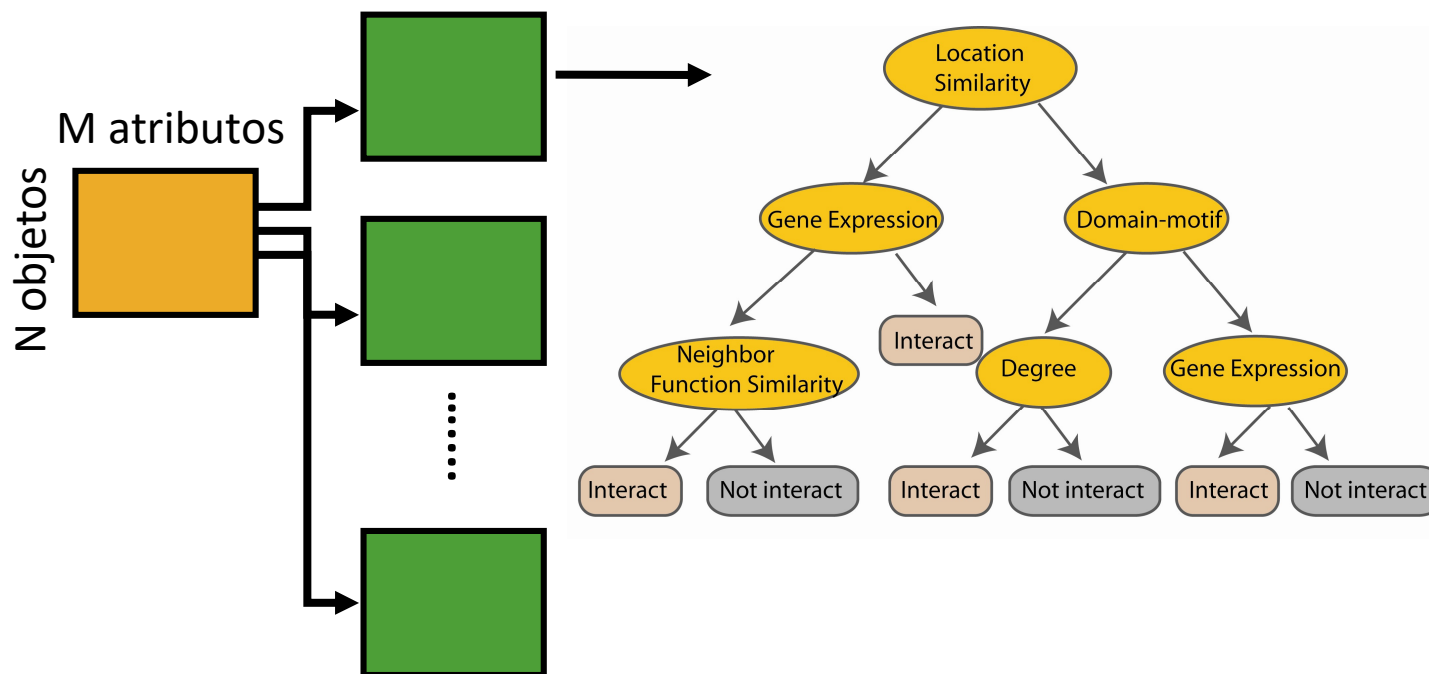 M atributos
N objetos
Location
Similarity
Gene Expression
Domain-motif
Interact
Neighbor
Function Similarity
Degree
Gene Expression
Interact
Not interact
Interact
Not interact
Interact
Not interact